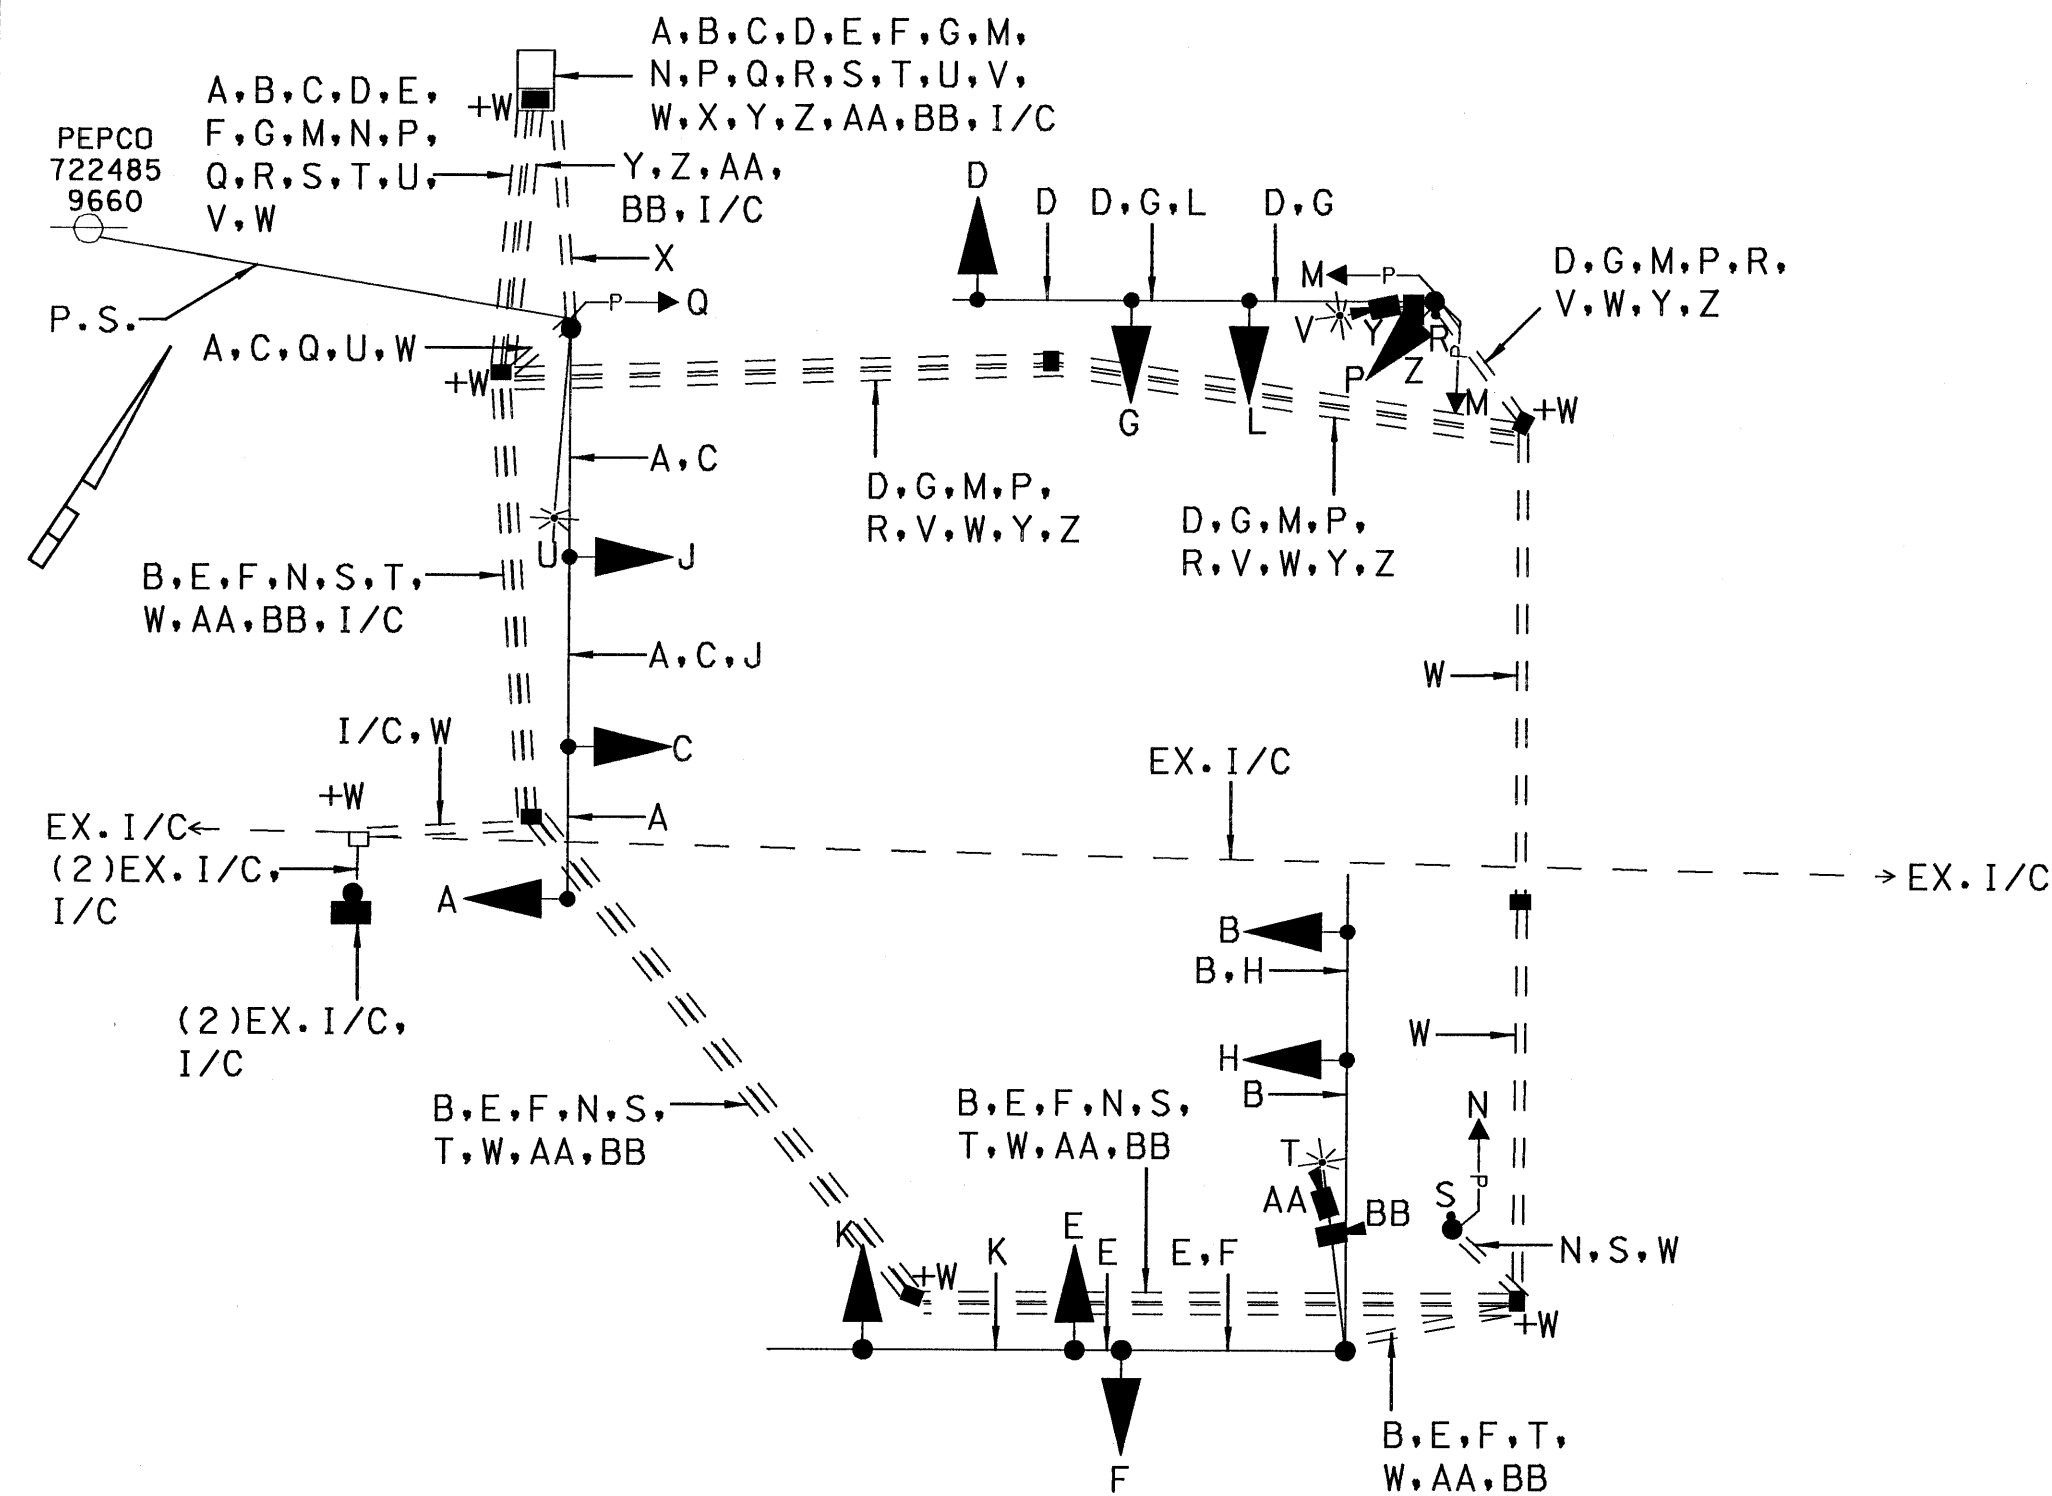 A,B,C,D,E,F,G,M,
N,P,Q,R,S,T,U,V,
W,X,Y,Z,AA,BB,I/C
A,B,C,D,E,
F,G,M,N,P,
Q,R,S,T,U,
V,W
+W
PEPCO
722485
9660
Y,Z,AA,
BB,I/C
X
P
Q
P.S.
A,C,Q,U,W
+W
D
D
D,G,L
D,G
M
P
D,G,M,P,R,
V,W,Y,Z
V
Y
R
P
Z
P
M
+W
G
L
A,C
D,G,M,P,
R,V,W,Y,Z
D,G,M,P,
R,V,W,Y,Z
U
J
B,E,F,N,S,T,
W,AA,BB,I/C
A,C,J
W
I/C,W
C
EX.I/C
+W
A
EX.I/C
(2)EX.I/C,
I/C
EX.I/C
A
B
B,H
(2)EX.I/C,
I/C
W
H
B
B,E,F,N,S,
T,W,AA,BB
B,E,F,N,S,
T,W,AA,BB
N
P
T
AA
BB
S
K
E
K
E
E,F
N,S,W
+W
+W
F
B,E,F,T,
W,AA,BB